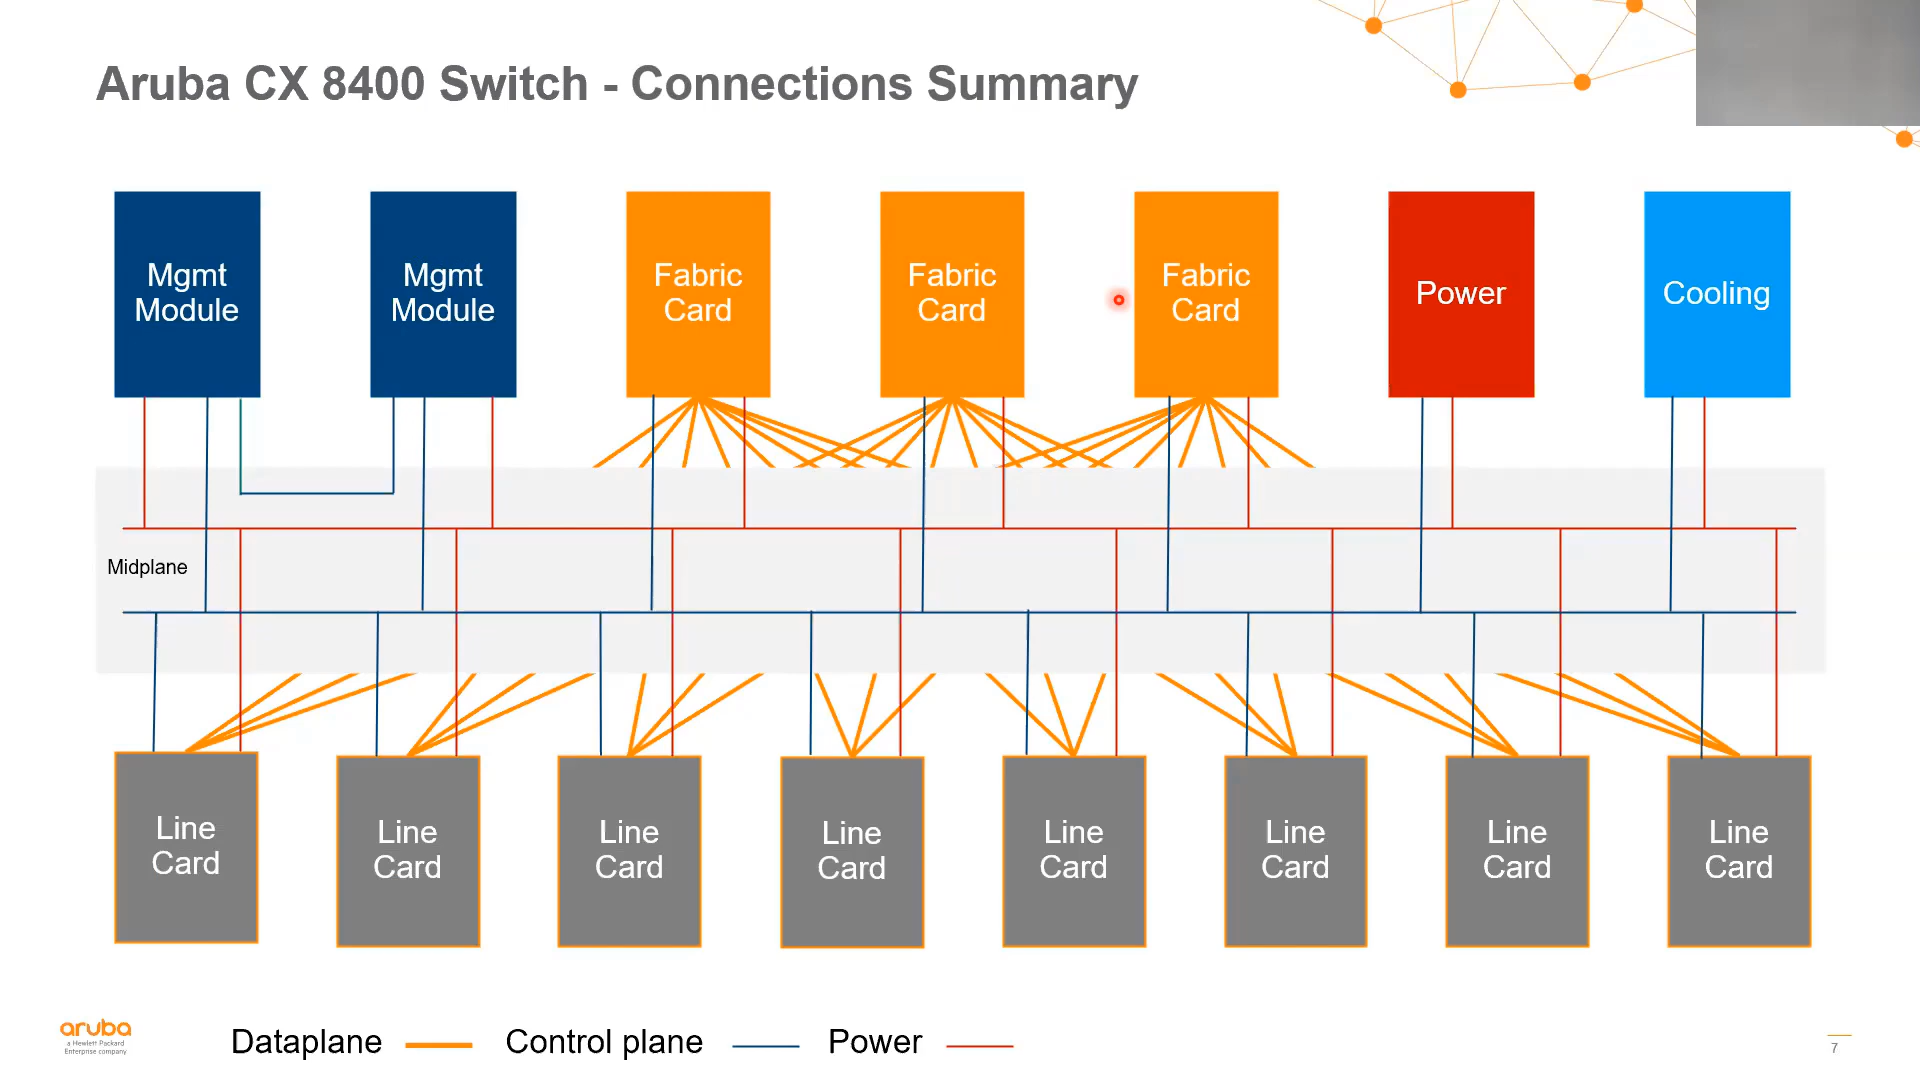 Aruba CX 8400 Switch - Connections Summary
Mgmt
Module
Mgmt
Module
Fabric
Card
Fabric
Card
Fabric
Card
Power
Cooling
Midplane
Line
Card
Line
Card
Line
Card
Line
Card
Line
Card
Line
Card
Line
Card
Line
Card
aruba
a Hewlett Packard
Enterprise company
Dataplane
Control plane
Power
7